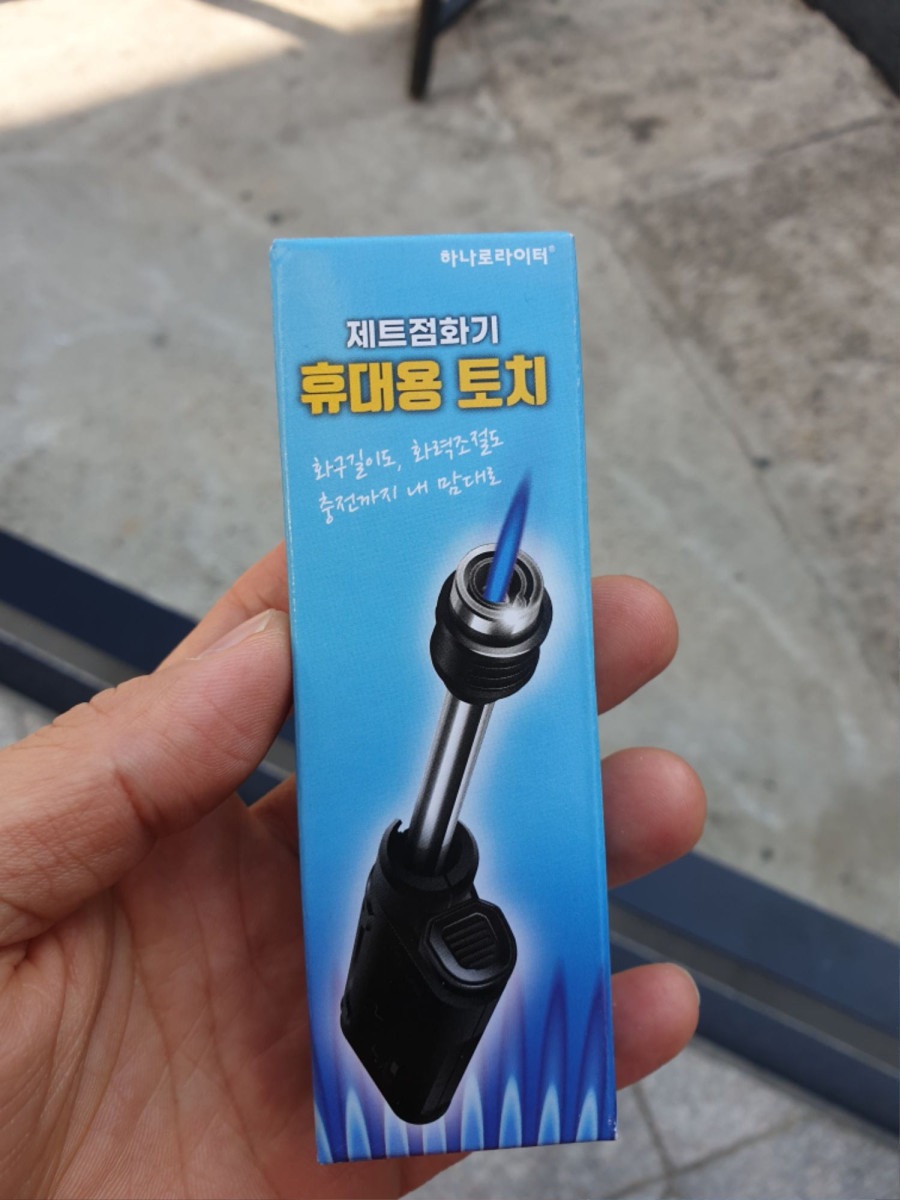 하나로라이터®
제트점화기
휴대용 토치
화구길이도, 화력조절도
충전까지 내 맘대로